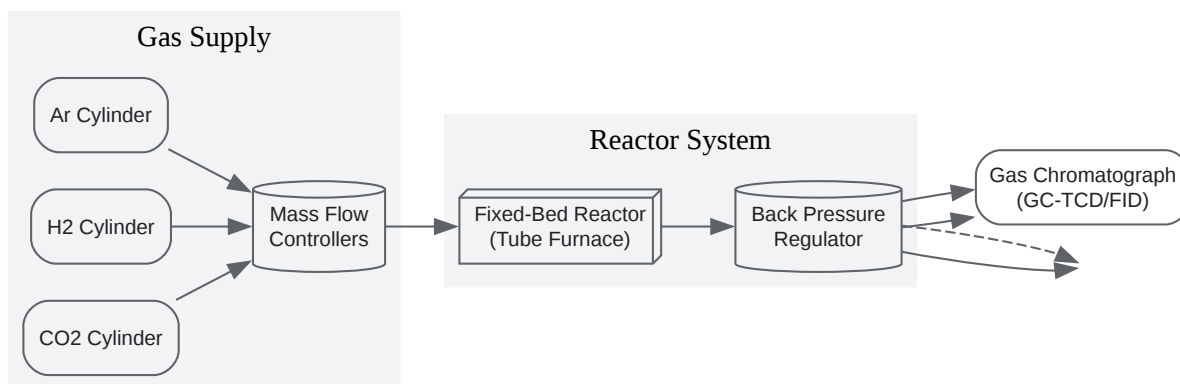 Gas Supply
Ar Cylinder
H2 Cylinder
CO2 Cylinder
Mass Flow
Controllers
Reactor System
Fixed-Bed Reactor
(Tube Furnace)
Back Pressure
Regulator
Gas Chromatograph
(GC-TCD/FID)